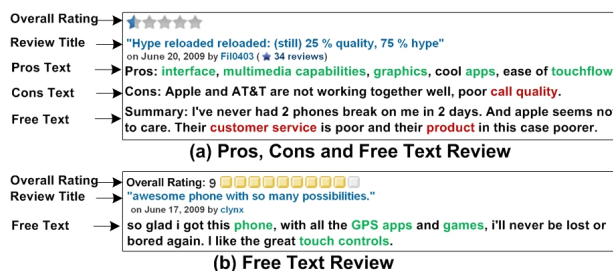 Overall Rating
Review Title "Hype reloaded reloaded: (still) 25 % quality, 75 % hype"
on June 20, 2009 by Fil0403 ( 34 reviews)
Pros Text Pros: interface, multimedia capabilities, graphics, cool apps, ease of touchflow
Cons Text Cons: Apple and AT&T are not working together well, poor call quality.
Free Text Summary: I've never had 2 phones break on me in 2 days. And apple seems not
to care. Their customer service is poor and their product in this case poorer.
(a) Pros, Cons and Free Text Review
Overall Rating Overall Rating: 9
Review Title "awesome phone with so many possibilities."
on June 17, 2009 by clynx
Free Text so glad i got this phone, with all the GPS apps and games, i'll never be lost or
bored again. I like the great touch controls.
(b) Free Text Review